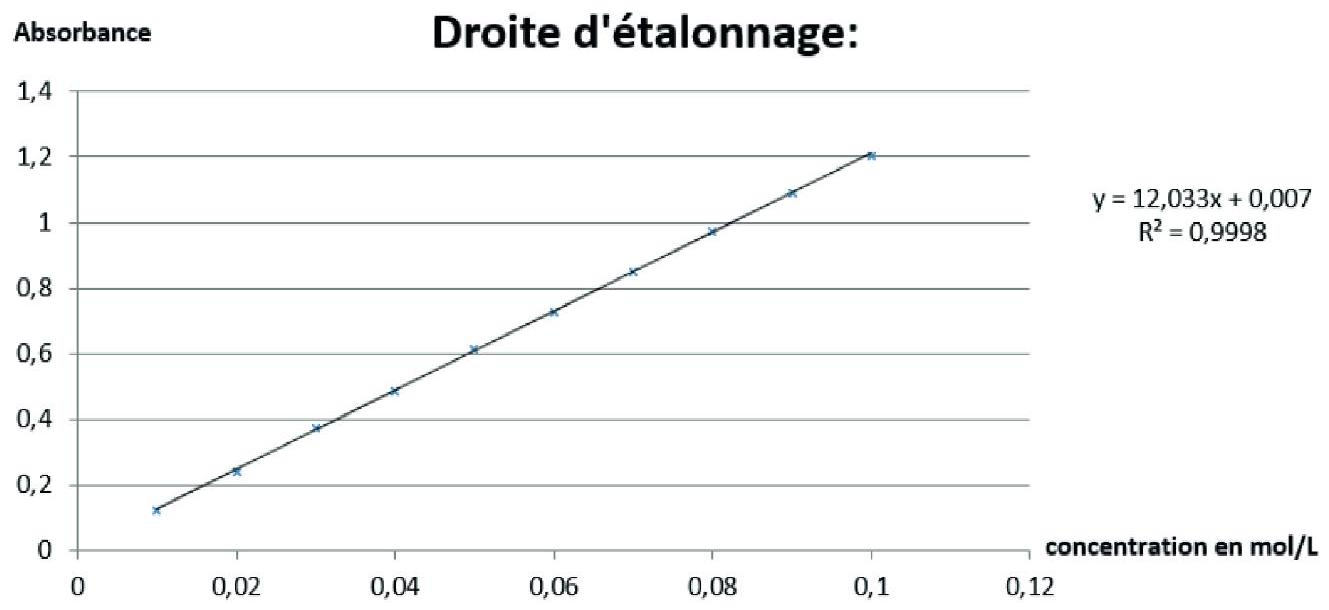 Absorbance
Droite d'étalonnage:
1,4
1,2
1
0,8
0,6
0,4
0,2
0
y = 12,033x + 0,007
R² = 0,9998
concentration en mol/L
0 0,02 0,04 0,06 0,08 0,1 0,12